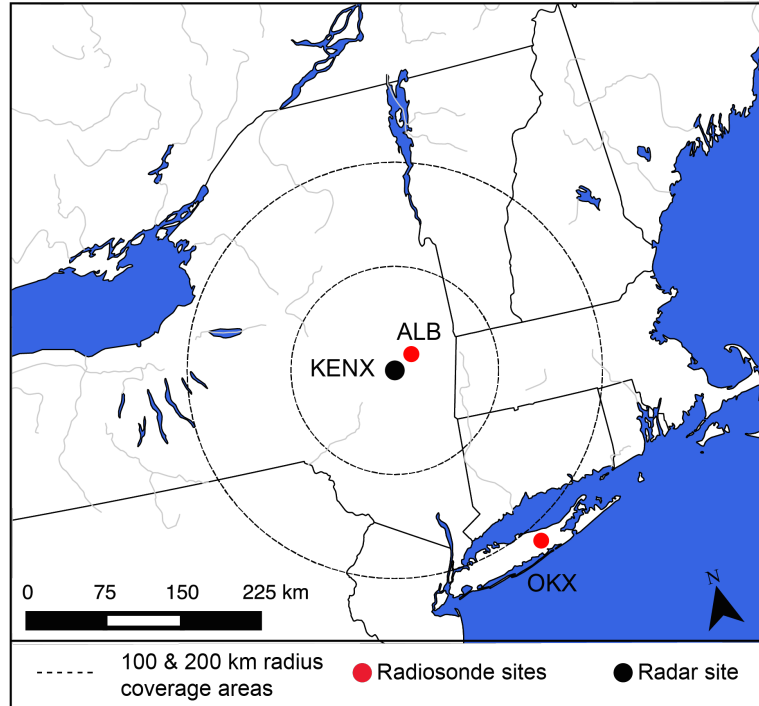 ALB
KENX
OKX
N
0 75 150 225 km
100 & 200 km radius
coverage areas
Radiosonde sites
Radar site